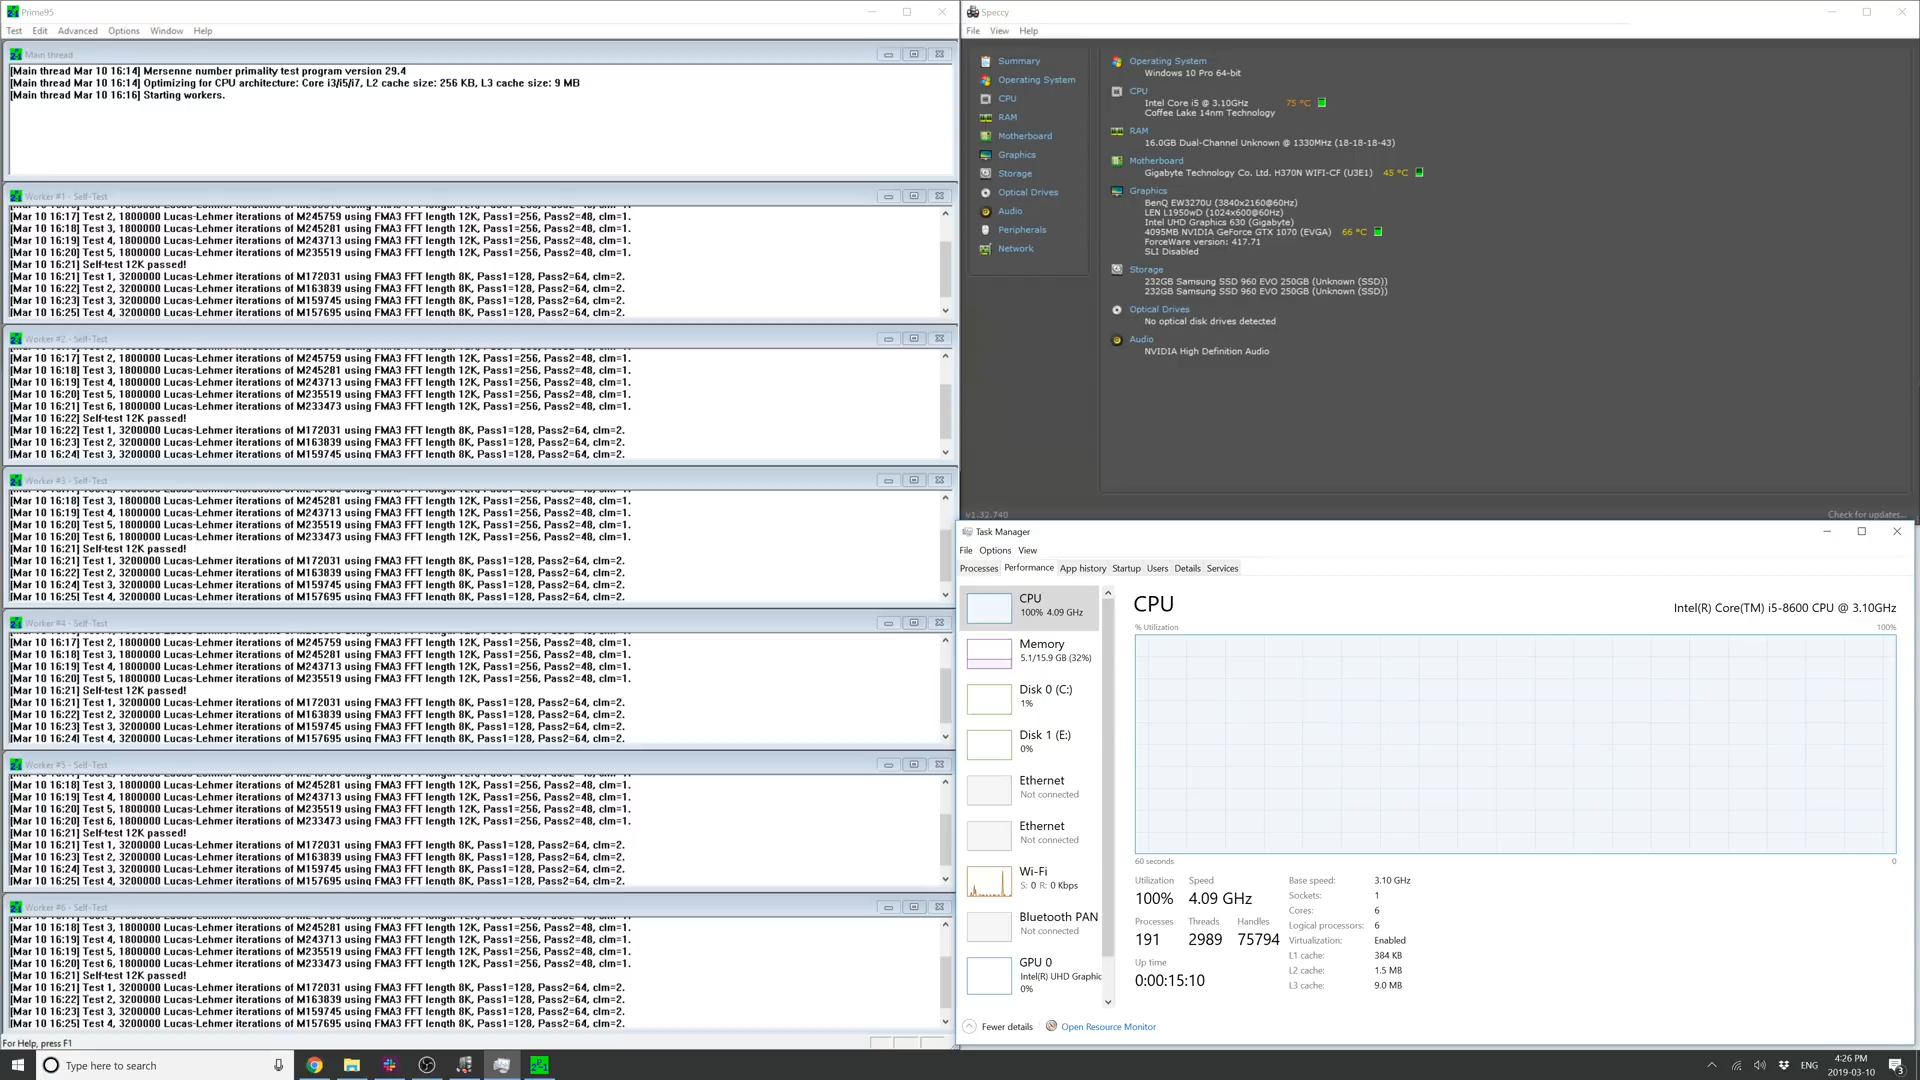 Prime95
Test Edit Advanced Options Window Help
Main thread
[Main thread Mar 10 16:14] Mersenne number primality test program version 29.4
[Main thread Mar 10 16:14] Optimizing for CPU architecture: Core i3/i5/i7, L2 cache size: 256 KB, L3 cache size: 9 MB
[Main thread Mar 10 16:16] Starting workers.
Worker #1 - Self-Test
[Mar 10 16:17] Test 2, 1800000 Lucas-Lehmer iterations of M245759 using FMA3 FFT length 12K, Pass1=256, Pass2=48, clm=1.
[Mar 10 16:18] Test 3, 1800000 Lucas-Lehmer iterations of M245281 using FMA3 FFT length 12K, Pass1=256, Pass2=48, clm=1.
[Mar 10 16:19] Test 4, 1800000 Lucas-Lehmer iterations of M243713 using FMA3 FFT length 12K, Pass1=256, Pass2=48, clm=1.
[Mar 10 16:20] Test 5, 1800000 Lucas-Lehmer iterations of M235519 using FMA3 FFT length 12K, Pass1=256, Pass2=48, clm=1.
[Mar 10 16:21] Self-test 12K passed!
[Mar 10 16:21] Test 1, 3200000 Lucas-Lehmer iterations of M172031 using FMA3 FFT length 8K, Pass1=128, Pass2=64, clm=2.
[Mar 10 16:22] Test 2, 3200000 Lucas-Lehmer iterations of M163839 using FMA3 FFT length 8K, Pass1=128, Pass2=64, clm=2.
[Mar 10 16:23] Test 3, 3200000 Lucas-Lehmer iterations of M159745 using FMA3 FFT length 8K, Pass1=128, Pass2=64, clm=2.
[Mar 10 16:25] Test 4, 3200000 Lucas-Lehmer iterations of M157695 using FMA3 FFT length 8K, Pass1=128, Pass2=64, clm=2.
Worker #2 - Self-Test
[Mar 10 16:17] Test 2, 1800000 Lucas-Lehmer iterations of M245759 using FMA3 FFT length 12K, Pass1=256, Pass2=48, clm=1.
[Mar 10 16:18] Test 3, 1800000 Lucas-Lehmer iterations of M245281 using FMA3 FFT length 12K, Pass1=256, Pass2=48, clm=1.
[Mar 10 16:19] Test 4, 1800000 Lucas-Lehmer iterations of M243713 using FMA3 FFT length 12K, Pass1=256, Pass2=48, clm=1.
[Mar 10 16:20] Test 5, 1800000 Lucas-Lehmer iterations of M235519 using FMA3 FFT length 12K, Pass1=256, Pass2=48, clm=1.
[Mar 10 16:21] Test 6, 1800000 Lucas-Lehmer iterations of M233473 using FMA3 FFT length 12K, Pass1=256, Pass2=48, clm=1.
[Mar 10 16:22] Self-test 12K passed!
[Mar 10 16:22] Test 1, 3200000 Lucas-Lehmer iterations of M172031 using FMA3 FFT length 8K, Pass1=128, Pass2=64, clm=2.
[Mar 10 16:23] Test 2, 3200000 Lucas-Lehmer iterations of M163839 using FMA3 FFT length 8K, Pass1=128, Pass2=64, clm=2.
[Mar 10 16:24] Test 3, 3200000 Lucas-Lehmer iterations of M159745 using FMA3 FFT length 8K, Pass1=128, Pass2=64, clm=2.
Worker #3 - Self-Test
[Mar 10 16:18] Test 3, 1800000 Lucas-Lehmer iterations of M245281 using FMA3 FFT length 12K, Pass1=256, Pass2=48, clm=1.
[Mar 10 16:19] Test 4, 1800000 Lucas-Lehmer iterations of M243713 using FMA3 FFT length 12K, Pass1=256, Pass2=48, clm=1.
[Mar 10 16:20] Test 5, 1800000 Lucas-Lehmer iterations of M235519 using FMA3 FFT length 12K, Pass1=256, Pass2=48, clm=1.
[Mar 10 16:20] Test 6, 1800000 Lucas-Lehmer iterations of M233473 using FMA3 FFT length 12K, Pass1=256, Pass2=48, clm=1.
[Mar 10 16:21] Self-test 12K passed!
[Mar 10 16:21] Test 1, 3200000 Lucas-Lehmer iterations of M172031 using FMA3 FFT length 8K, Pass1=128, Pass2=64, clm=2.
[Mar 10 16:22] Test 2, 3200000 Lucas-Lehmer iterations of M163839 using FMA3 FFT length 8K, Pass1=128, Pass2=64, clm=2.
[Mar 10 16:24] Test 3, 3200000 Lucas-Lehmer iterations of M159745 using FMA3 FFT length 8K, Pass1=128, Pass2=64, clm=2.
[Mar 10 16:25] Test 4, 3200000 Lucas-Lehmer iterations of M157695 using FMA3 FFT length 8K, Pass1=128, Pass2=64, clm=2.
Worker #4 - Self-Test
[Mar 10 16:17] Test 2, 1800000 Lucas-Lehmer iterations of M245759 using FMA3 FFT length 12K, Pass1=256, Pass2=48, clm=1.
[Mar 10 16:18] Test 3, 1800000 Lucas-Lehmer iterations of M245281 using FMA3 FFT length 12K, Pass1=256, Pass2=48, clm=1.
[Mar 10 16:19] Test 4, 1800000 Lucas-Lehmer iterations of M243713 using FMA3 FFT length 12K, Pass1=256, Pass2=48, clm=1.
[Mar 10 16:20] Test 5, 1800000 Lucas-Lehmer iterations of M235519 using FMA3 FFT length 12K, Pass1=256, Pass2=48, clm=1.
[Mar 10 16:21] Self-test 12K passed!
[Mar 10 16:21] Test 1, 3200000 Lucas-Lehmer iterations of M172031 using FMA3 FFT length 8K, Pass1=128, Pass2=64, clm=2.
[Mar 10 16:22] Test 2, 3200000 Lucas-Lehmer iterations of M163839 using FMA3 FFT length 8K, Pass1=128, Pass2=64, clm=2.
[Mar 10 16:23] Test 3, 3200000 Lucas-Lehmer iterations of M159745 using FMA3 FFT length 8K, Pass1=128, Pass2=64, clm=2.
[Mar 10 16:24] Test 4, 3200000 Lucas-Lehmer iterations of M157695 using FMA3 FFT length 8K, Pass1=128, Pass2=64, clm=2.
Worker #5 - Self-Test
[Mar 10 16:18] Test 3, 1800000 Lucas-Lehmer iterations of M245281 using FMA3 FFT length 12K, Pass1=256, Pass2=48, clm=1.
[Mar 10 16:19] Test 4, 1800000 Lucas-Lehmer iterations of M243713 using FMA3 FFT length 12K, Pass1=256, Pass2=48, clm=1.
[Mar 10 16:19] Test 5, 1800000 Lucas-Lehmer iterations of M235519 using FMA3 FFT length 12K, Pass1=256, Pass2=48, clm=1.
[Mar 10 16:20] Test 6, 1800000 Lucas-Lehmer iterations of M233473 using FMA3 FFT length 12K, Pass1=256, Pass2=48, clm=1.
[Mar 10 16:21] Self-test 12K passed!
[Mar 10 16:21] Test 1, 3200000 Lucas-Lehmer iterations of M172031 using FMA3 FFT length 8K, Pass1=128, Pass2=64, clm=2.
[Mar 10 16:23] Test 2, 3200000 Lucas-Lehmer iterations of M163839 using FMA3 FFT length 8K, Pass1=128, Pass2=64, clm=2.
[Mar 10 16:24] Test 3, 3200000 Lucas-Lehmer iterations of M159745 using FMA3 FFT length 8K, Pass1=128, Pass2=64, clm=2.
[Mar 10 16:25] Test 4, 3200000 Lucas-Lehmer iterations of M157695 using FMA3 FFT length 8K, Pass1=128, Pass2=64, clm=2.
Worker #6 - Self-Test
[Mar 10 16:18] Test 3, 1800000 Lucas-Lehmer iterations of M245281 using FMA3 FFT length 12K, Pass1=256, Pass2=48, clm=1.
[Mar 10 16:19] Test 4, 1800000 Lucas-Lehmer iterations of M243713 using FMA3 FFT length 12K, Pass1=256, Pass2=48, clm=1.
[Mar 10 16:19] Test 5, 1800000 Lucas-Lehmer iterations of M235519 using FMA3 FFT length 12K, Pass1=256, Pass2=48, clm=1.
[Mar 10 16:20] Test 6, 1800000 Lucas-Lehmer iterations of M233473 using FMA3 FFT length 12K, Pass1=256, Pass2=48, clm=1.
[Mar 10 16:21] Self-test 12K passed!
[Mar 10 16:21] Test 1, 3200000 Lucas-Lehmer iterations of M172031 using FMA3 FFT length 8K, Pass1=128, Pass2=64, clm=2.
[Mar 10 16:22] Test 2, 3200000 Lucas-Lehmer iterations of M163839 using FMA3 FFT length 8K, Pass1=128, Pass2=64, clm=2.
[Mar 10 16:23] Test 3, 3200000 Lucas-Lehmer iterations of M159745 using FMA3 FFT length 8K, Pass1=128, Pass2=64, clm=2.
[Mar 10 16:25] Test 4, 3200000 Lucas-Lehmer iterations of M157695 using FMA3 FFT length 8K, Pass1=128, Pass2=64, clm=2.
For Help, press F1
Speccy
File View Help
Summary
Operating System
CPU
RAM
Motherboard
Graphics
Storage
Optical Drives
Audio
Peripherals
Network
Operating System
Windows 10 Pro 64-bit
CPU
Intel Core i5 @ 3.10GHz 75 °C
Coffee Lake 14nm Technology
RAM
16.0GB Dual-Channel Unknown @ 1330MHz (18-18-18-43)
Motherboard
Gigabyte Technology Co. Ltd. H370N WIFI-CF (U3E1) 45 °C
Graphics
BenQ EW3270U (3840x2160@60Hz)
LEN L1950wD (1024x600@60Hz)
Intel UHD Graphics 630 (Gigabyte)
4095MB NVIDIA GeForce GTX 1070 (EVGA) 66 °C
ForceWare version: 417.71
SLI Disabled
Storage
232GB Samsung SSD 960 EVO 250GB (Unknown (SSD))
232GB Samsung SSD 960 EVO 250GB (Unknown (SSD))
Optical Drives
No optical disk drives detected
Audio
NVIDIA High Definition Audio
v1.32.740
Check for updates...
Task Manager
File Options View
Processes Performance App history Startup Users Details Services
CPU
100% 4.09 GHz
Memory
5.1/15.9 GB (32%)
Disk 0 (C:)
1%
Disk 1 (E:)
0%
Ethernet
Not connected
Ethernet
Not connected
Wi-Fi
S: 0 R: 0 Kbps
Bluetooth PAN
Not connected
GPU 0
Intel(R) UHD Graphic
0%
CPU
Intel(R) Core(TM) i5-8600 CPU @ 3.10GHz
% Utilization 100%
60 seconds 0
Utilization Speed
100% 4.09 GHz
Processes Threads Handles
191 2989 75794
Up time
0:00:15:10
Base speed: 3.10 GHz
Sockets: 1
Cores: 6
Logical processors: 6
Virtualization: Enabled
L1 cache: 384 KB
L2 cache: 1.5 MB
L3 cache: 9.0 MB
Fewer details Open Resource Monitor
Type here to search
ENG
4:26 PM
2019-03-10
3